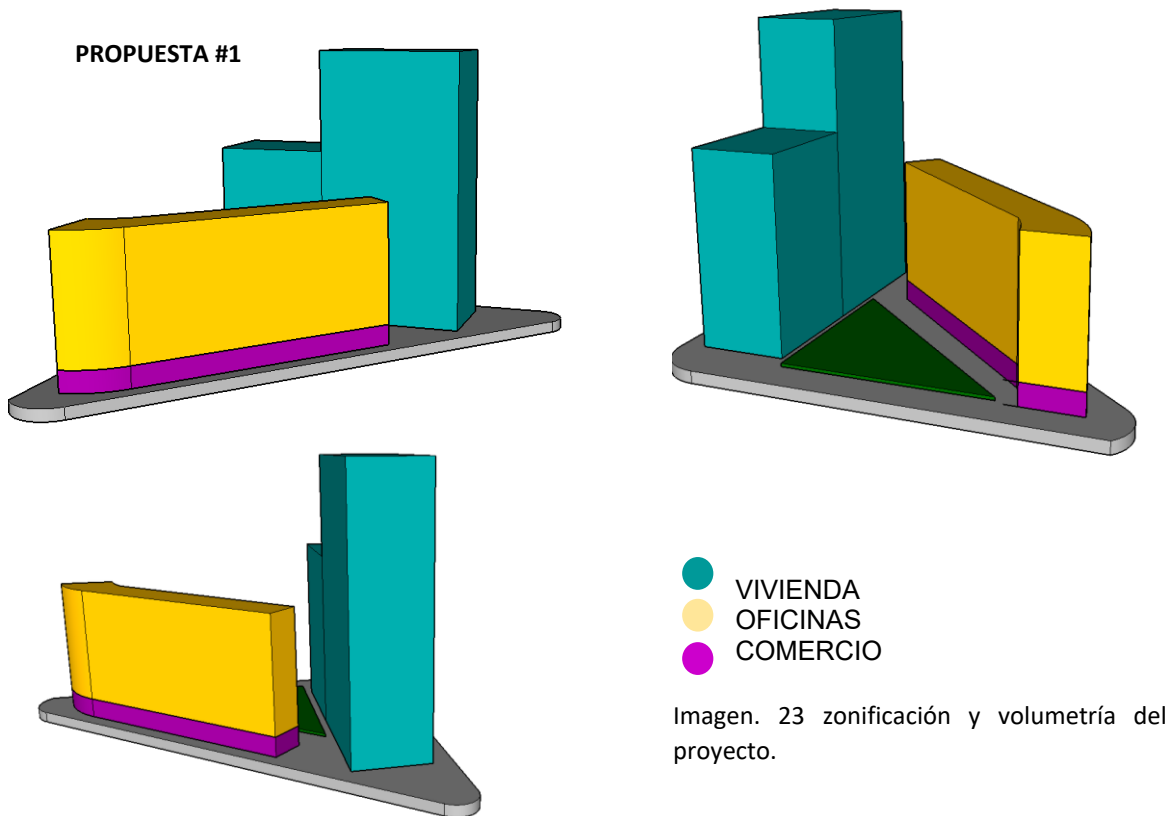 PROPUESTA #1
VIVIENDA
OFICINAS
COMERCIO
Imagen. 23 zonificación y volumetría del
proyecto.